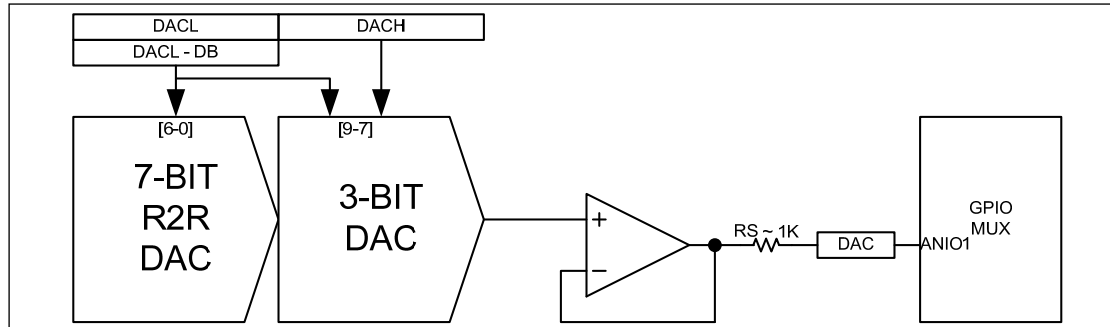 DACL DACH
DACL - DB
[6-0] [9-7]
7-BIT
R2R
DAC
3-BIT
DAC
+
−
RS ~ 1K
DAC
ANIO1
GPIO
MUX